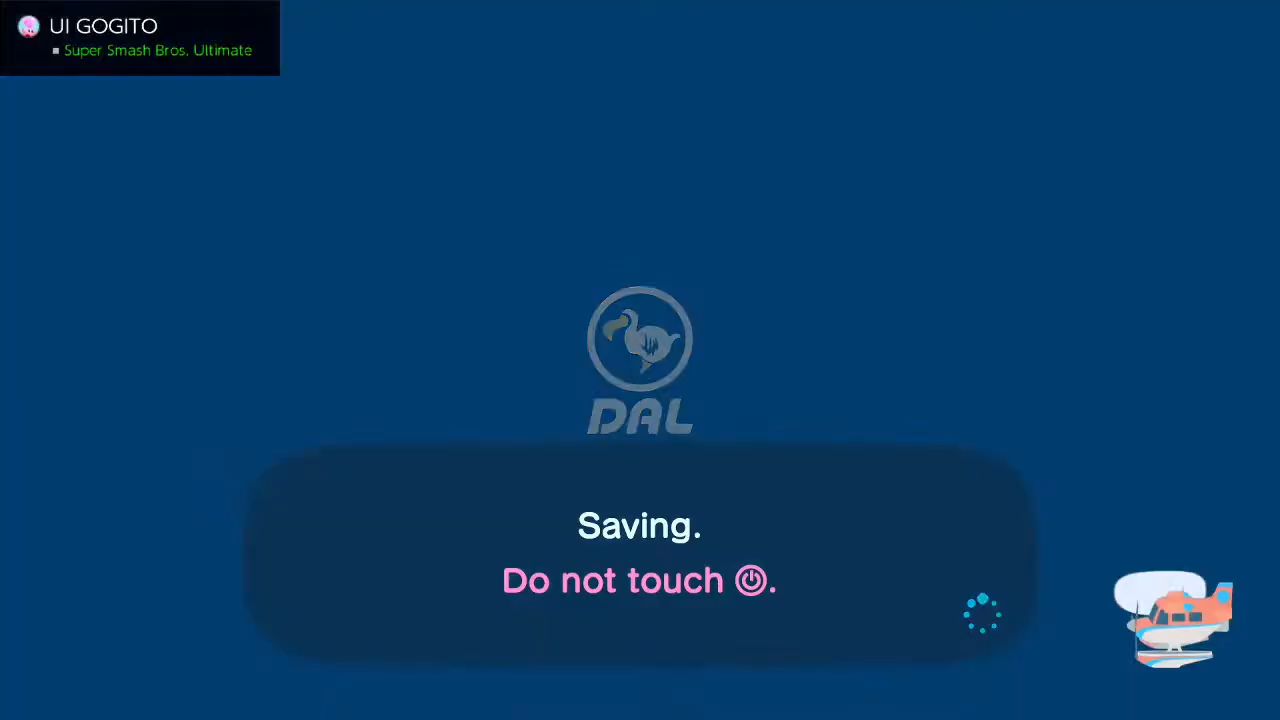 UI GOGITO
Super Smash Bros. Ultimate
DAL
Saving.
Do not touch ⏻.